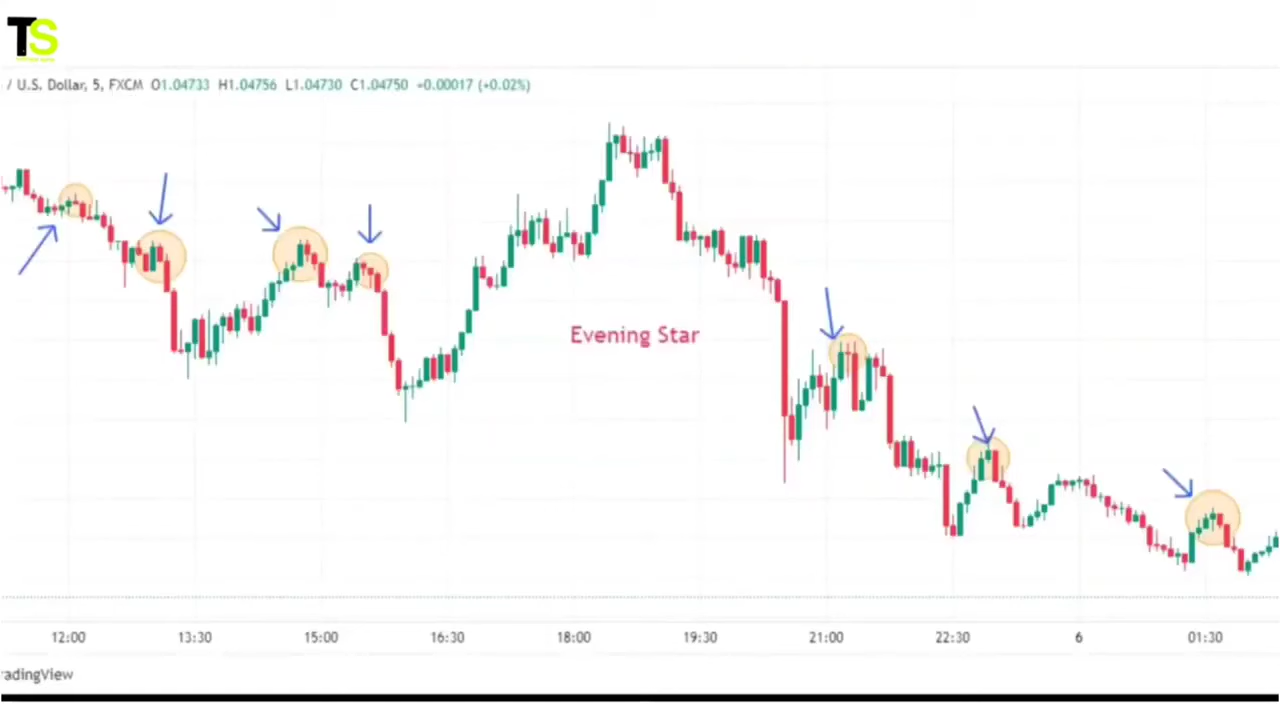 TS
/ U.S. Dollar, 5, FXCM O1.04733 H1.04756 L1.04730 C1.04750 +0.00017 (+0.02%)
Evening Star
12:00 13:30 15:00 16:30 18:00 19:30 21:00 22:30 6 01:30
radingView